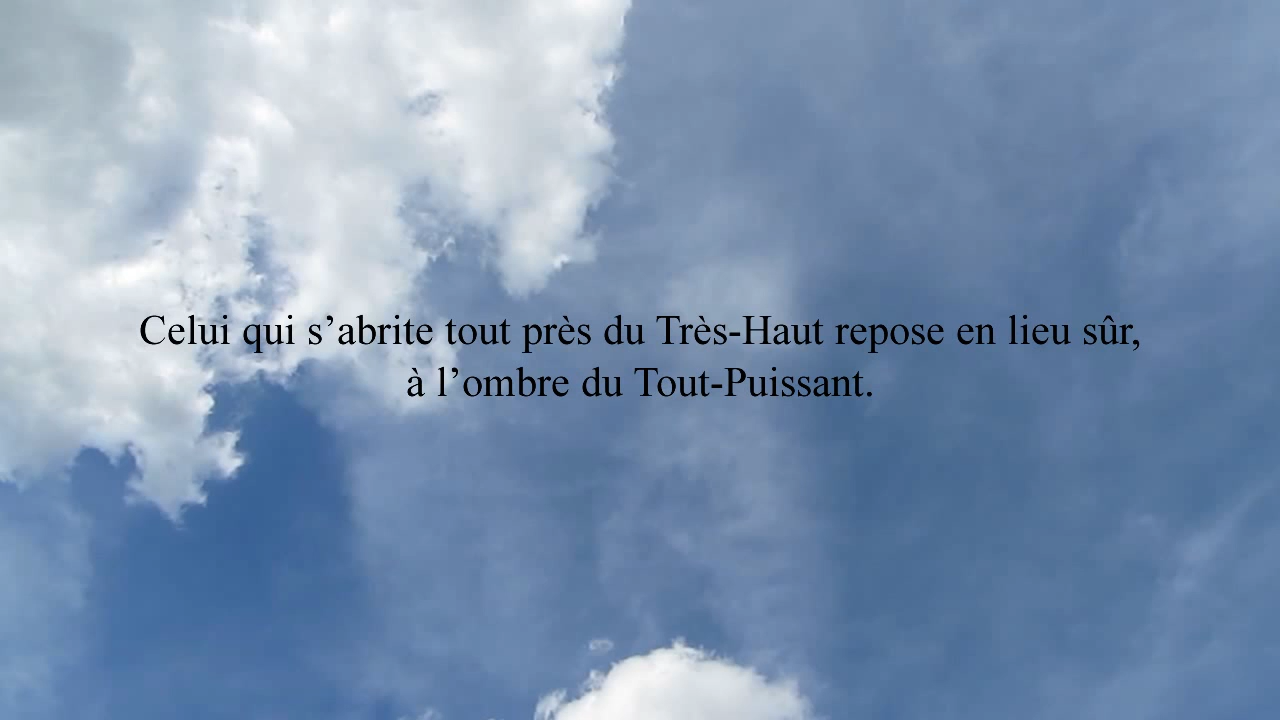 Celui qui s’abrite tout près du Très-Haut repose en lieu sûr,
à l’ombre du Tout-Puissant.